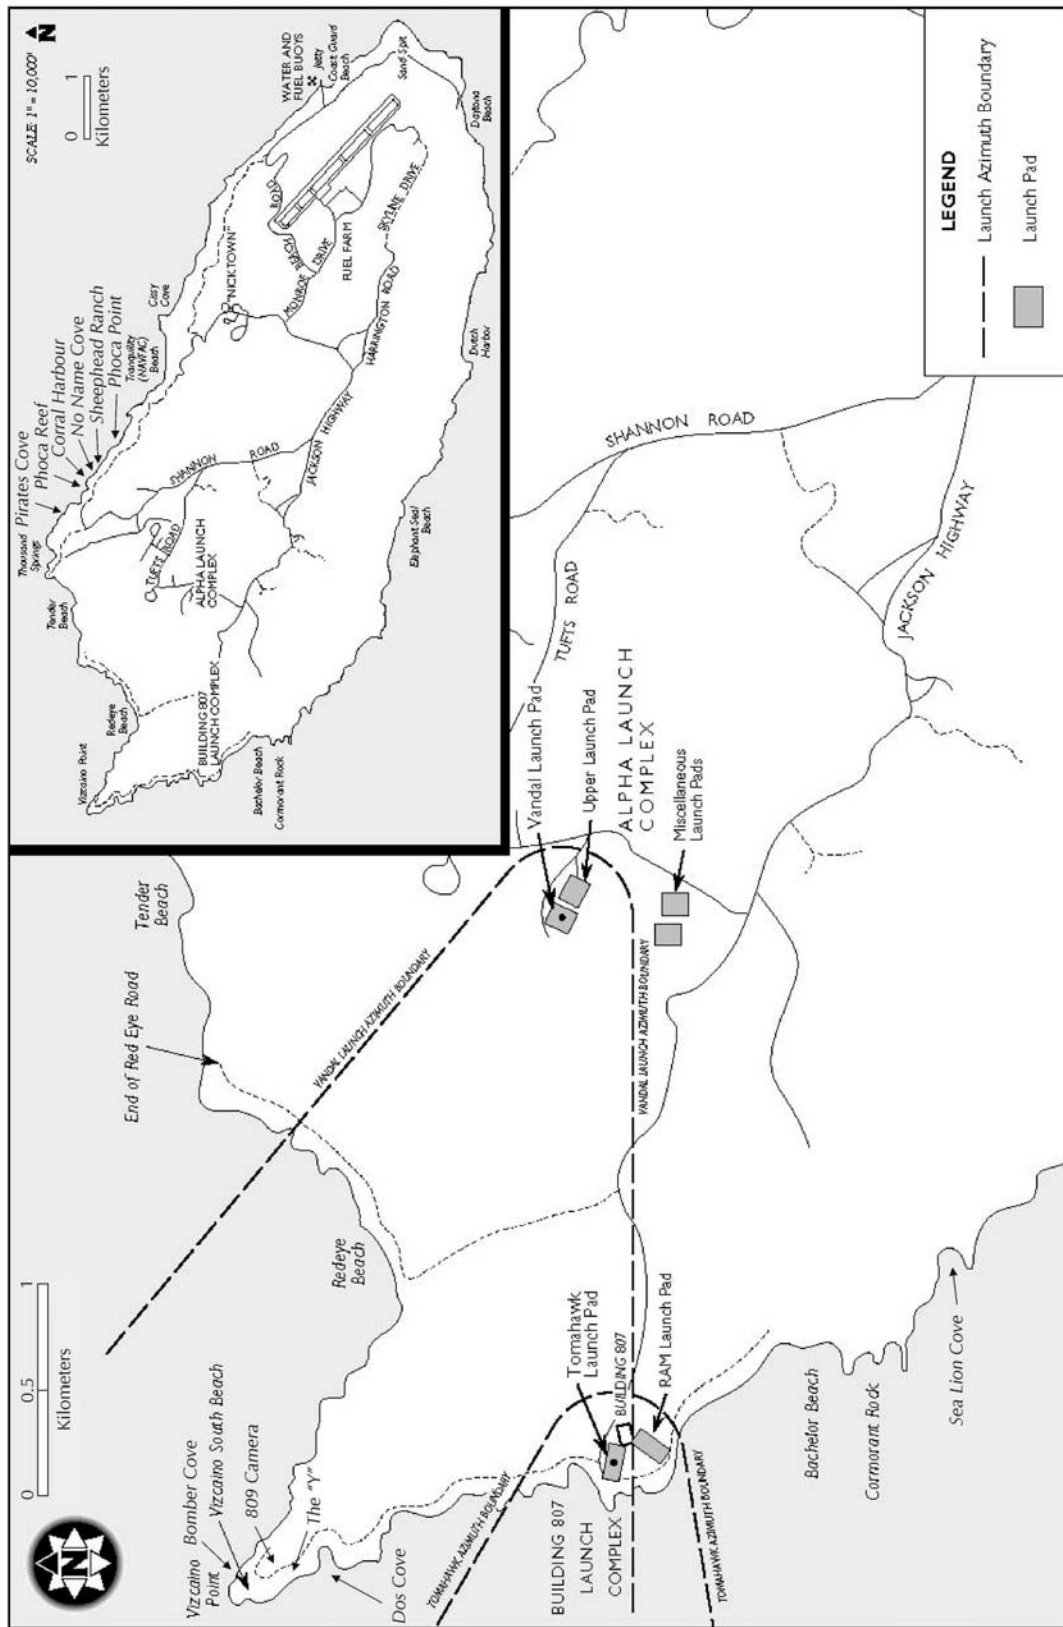 N
SCALE: 1" = 10,000'
0 1
Kilometers
WATER AND
FUEL BUOYS
Jetty
Coast Guard
Beach
Sand Spit
Daytona
Beach
Cissy
Cove
Tranquility
(NAVFAC)
Beach
Phoca Point
Sheephead Ranch
No Name Cove
Corral Harbour
Phoca Reef
Pirates Cove
Thousand
Springs
Tender
Beach
Redeye
Beach
Vizcaino Point
"NICKTOWN"
BEACH
ROAD
MONROE
DRIVE
FUEL FARM
SKYLINE DRIVE
HARRINGTON ROAD
Dutch
Harbor
JACKSON HIGHWAY
SHANNON ROAD
TUFTS ROAD
ALPHA LAUNCH
COMPLEX
BUILDING 807
LAUNCH COMPLEX
Bachelor Beach
Cormorant Rock
Elephant Seal
Beach
LEGEND
Launch Azimuth Boundary
Launch Pad
SHANNON ROAD
TUFTS ROAD
JACKSON HIGHWAY
Vandal Launch Pad
Upper Launch Pad
ALPHA LAUNCH
COMPLEX
Miscellaneous
Launch Pads
Tender
Beach
End of Red Eye Road
VANDAL LAUNCH AZIMUTH BOUNDARY
VANDAL LAUNCH AZIMUTH BOUNDARY
Redeye
Beach
0 0.5 1
Kilometers
N
Vizcaino
Point
Bomber Cove
Vizcaino South Beach
809 Camera
The "Y"
Dos Cove
TOMAHAWK AZIMUTH BOUNDARY
Tomahawk
Launch Pad
BUILDING 807
RAM Launch Pad
BUILDING 807
LAUNCH
COMPLEX
TOMAHAWK AZIMUTH BOUNDARY
Bachelor Beach
Cormorant Rock
Sea Lion Cove